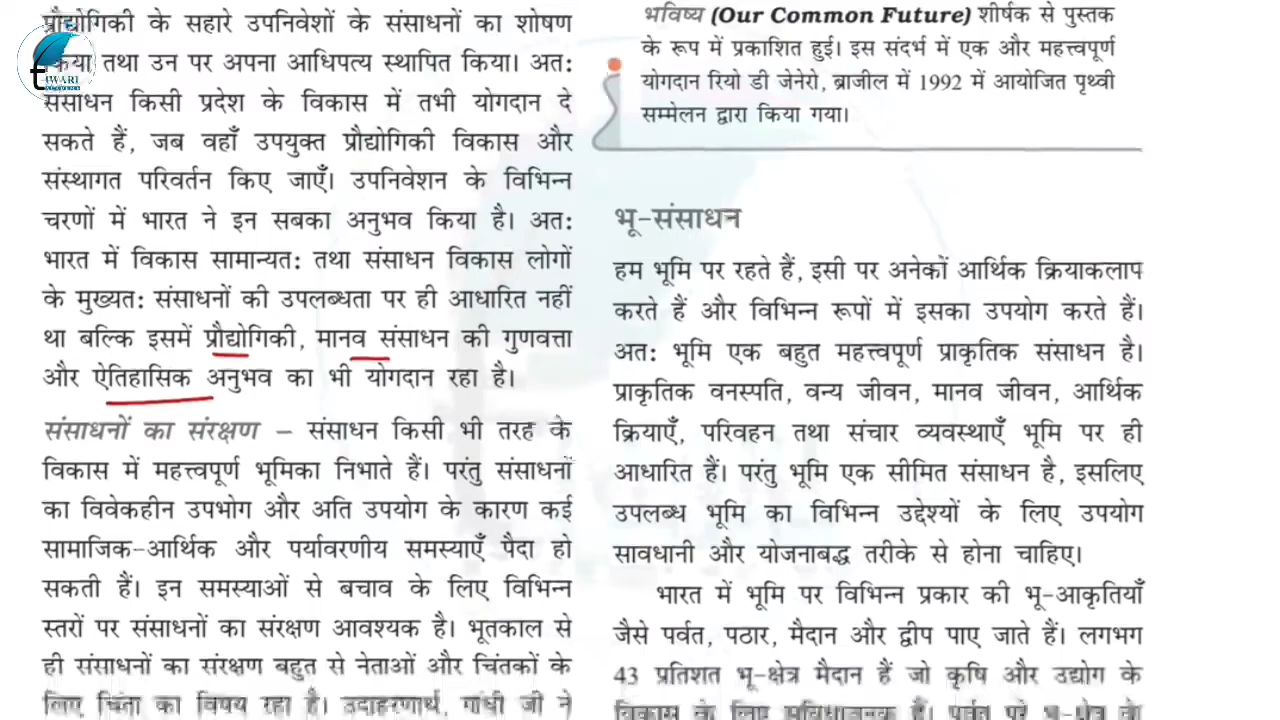 प्रौद्योगिकी के सहारे उपनिवेशों के संसाधनों का शोषण
किया तथा उन पर अपना आधिपत्य स्थापित किया। अत:
संसाधन किसी प्रदेश के विकास में तभी योगदान दे
सकते हैं, जब वहाँ उपयुक्त प्रौद्योगिकी विकास और
संस्थागत परिवर्तन किए जाएँ। उपनिवेशन के विभिन्न
चरणों में भारत ने इन सबका अनुभव किया है। अत:
भारत में विकास सामान्यत: तथा संसाधन विकास लोगों
के मुख्यत: संसाधनों की उपलब्धता पर ही आधारित नहीं
था बल्कि इसमें प्रौद्योगिकी, मानव संसाधन की गुणवत्ता
और ऐतिहासिक अनुभव का भी योगदान रहा है।
संसाधनों का संरक्षण – संसाधन किसी भी तरह के
विकास में महत्त्वपूर्ण भूमिका निभाते हैं। परंतु संसाधनों
का विवेकहीन उपभोग और अति उपयोग के कारण कई
सामाजिक-आर्थिक और पर्यावरणीय समस्याएँ पैदा हो
सकती हैं। इन समस्याओं से बचाव के लिए विभिन्न
स्तरों पर संसाधनों का संरक्षण आवश्यक है। भूतकाल से
ही संसाधनों का संरक्षण बहुत से नेताओं और चिंतकों के
लिए चिंता का विषय रहा है। उदाहरणार्थ, गांधी जी ने
भविष्य (Our Common Future) शीर्षक से पुस्तक
के रूप में प्रकाशित हुई। इस संदर्भ में एक और महत्त्वपूर्ण
योगदान रियो डी जेनेरो, ब्राजील में 1992 में आयोजित पृथ्वी
सम्मेलन द्वारा किया गया।
भू-संसाधन
हम भूमि पर रहते हैं, इसी पर अनेकों आर्थिक क्रियाकलाप
करते हैं और विभिन्न रूपों में इसका उपयोग करते हैं।
अत: भूमि एक बहुत महत्त्वपूर्ण प्राकृतिक संसाधन है।
प्राकृतिक वनस्पति, वन्य जीवन, मानव जीवन, आर्थिक
क्रियाएँ, परिवहन तथा संचार व्यवस्थाएँ भूमि पर ही
आधारित हैं। परंतु भूमि एक सीमित संसाधन है, इसलिए
उपलब्ध भूमि का विभिन्न उद्देश्यों के लिए उपयोग
सावधानी और योजनाबद्ध तरीके से होना चाहिए।
भारत में भूमि पर विभिन्न प्रकार की भू-आकृतियाँ
जैसे पर्वत, पठार, मैदान और द्वीप पाए जाते हैं। लगभग
43 प्रतिशत भू-क्षेत्र मैदान हैं जो कृषि और उद्योग के
विकास के लिए सुविधाजनक हैं। पर्वत पूरे भू-क्षेत्र के
TIWARI
ACADEMY